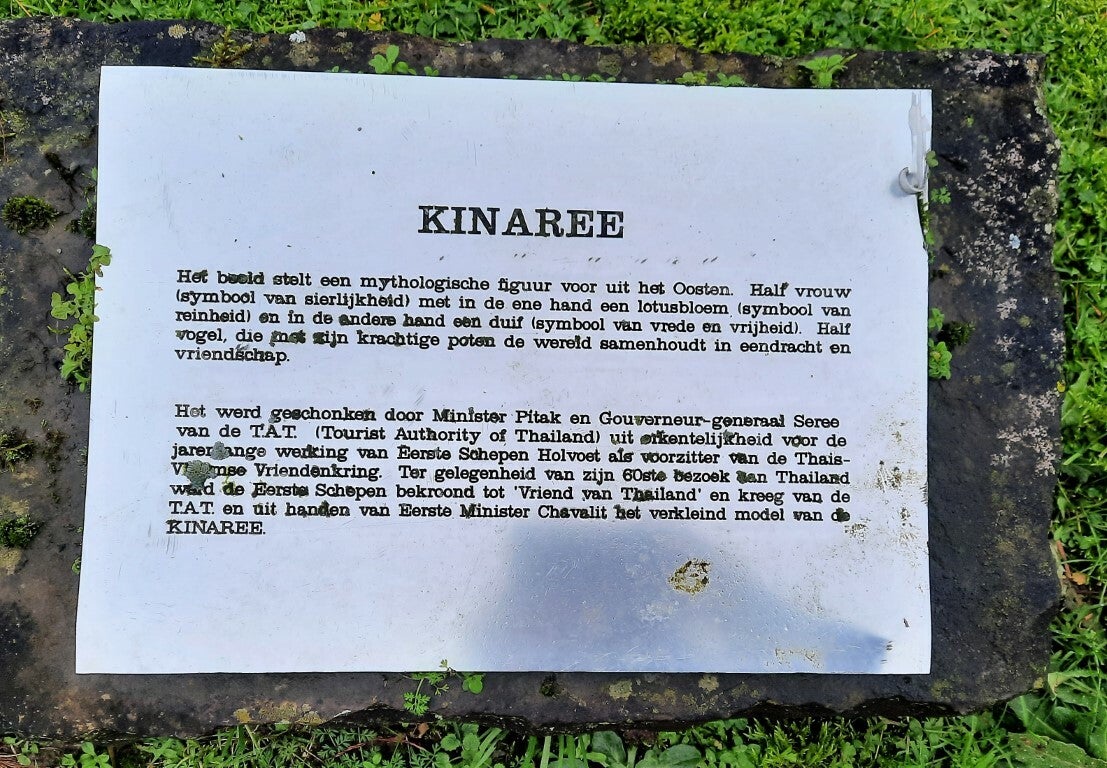 KINAREE
Het beeld stelt een mythologische figuur voor uit het Oosten. Half vrouw
(symbool van sierlijkheid) met in de ene hand een lotusbloem (symbool van
reinheid) en in de andere hand een duif (symbool van vrede en vrijheid). Half
vogel, die met zijn krachtige poten de wereld samenhoudt in eendracht en
vriendschap.
Het werd geschonken door Minister Pitak en Gouverneur-generaal Seree
van de T.A.T. (Tourist Authority of Thailand) uit erkentelijkheid voor de
jarenlange werking van Eerste Schepen Holvoet als voorzitter van de Thais-
Vlaamse Vriendenkring. Ter gelegenheid van zijn 60ste bezoek aan Thailand
werd de Eerste Schepen bekroond tot 'Vriend van Thailand' en kreeg van de
T.A.T. en uit handen van Eerste Minister Chavalit het verkleind model van de
KINAREE.